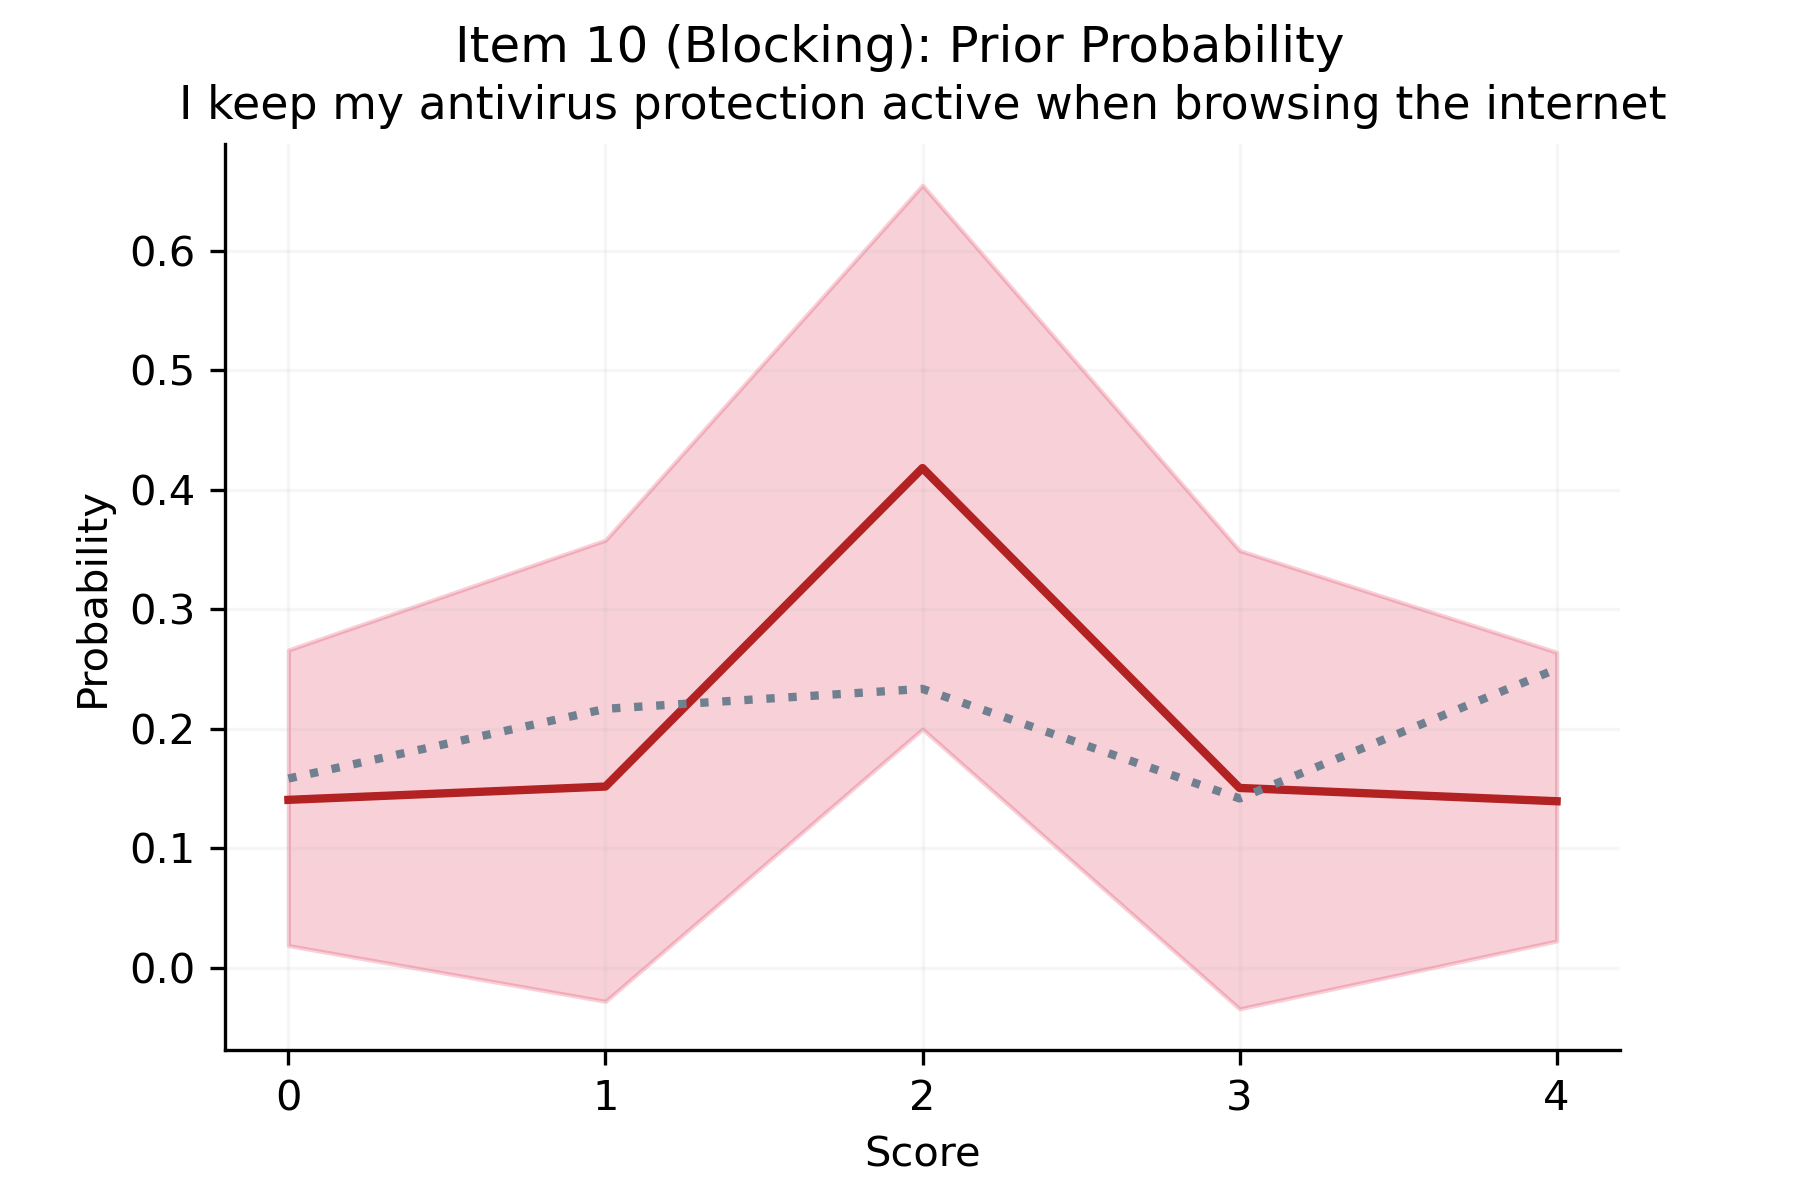 Item 10 (Blocking): Prior Probability
I keep my antivirus protection active when browsing the internet
0.6
0.5
0.4
0.3
0.2
0.1
0.0
Probability
0 1 2 3 4
Score